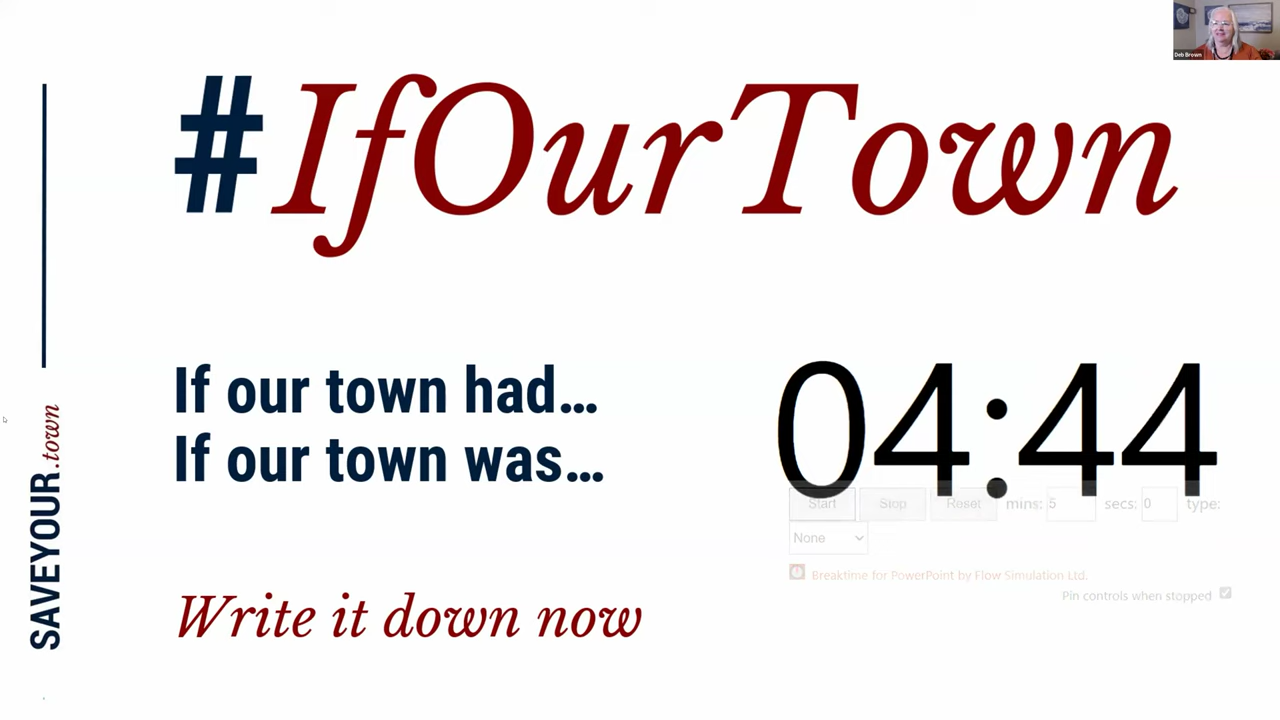 Deb Brown
#IfOurTown
If our town had...
If our town was...
04:44
Start Stop Reset mins: 5 secs: 0 type:
None
Breaktime for PowerPoint by Flow Simulation Ltd.
Pin controls when stopped
Write it down now
SAVEYOUR.town